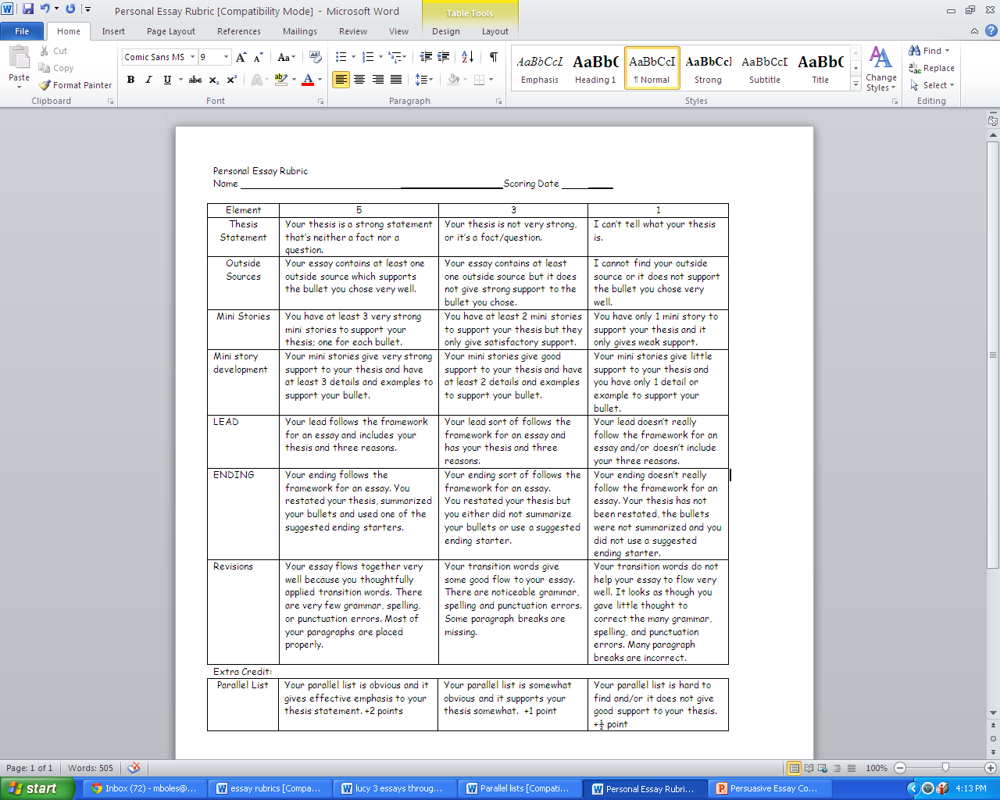 Personal Essay Rubric [Compatibility Mode] - Microsoft Word
Table Tools
File Home Insert Page Layout References Mailings Review View Design Layout
Paste
Cut
Copy
Format Painter
Clipboard
Comic Sans MS 9
Font
Paragraph
AaBbCcI AaBbC AaBbCcI AaBbCcI AaBbCcI AaBbC
Emphasis Heading 1 ¶ Normal Strong Subtitle Title
Change Styles
Styles
Find
Replace
Select
Editing
Personal Essay Rubric
Name ____________________ Scoring Date __________
Element 5 3 1
Thesis
Statement
Your thesis is a strong statement
that's neither a fact nor a
question.
Your thesis is not very strong,
or it's a fact/question.
I can't tell what your thesis
is.
Outside
Sources
Your essay contains at least one
outside source which supports
the bullet you chose very well.
Your essay contains at least
one outside source but it does
not give strong support to the
bullet you chose.
I cannot find your outside
source or it does not support
the bullet you chose very
well.
Mini Stories
You have at least 3 very strong
mini stories to support your
thesis; one for each bullet.
You have at least 2 mini stories
to support your thesis but they
only give satisfactory support.
You have only 1 mini story to
support your thesis and it
only gives weak support.
Mini story
development
Your mini stories give very strong
support to your thesis and have
at least 3 details and examples to
support your bullet.
Your mini stories give good
support to your thesis and have
at least 2 details and examples
to support your bullet.
Your mini stories give little
support to your thesis and
you have only 1 detail or
example to support your
bullet.
LEAD
Your lead follows the framework
for an essay and includes your
thesis and three reasons.
Your lead sort of follows the
framework for an essay and
has your thesis and three
reasons.
Your lead doesn't really
follow the framework for an
essay and/or doesn't include
your three reasons.
ENDING
Your ending follows the
framework for an essay. You
restated your thesis, summarized
your bullets and used one of the
suggested ending starters.
Your ending sort of follows the
framework for an essay.
You restated your thesis but
you either did not summarize
your bullets or use a suggested
ending starter.
Your ending doesn't really
follow the framework for an
essay. Your thesis has not
been restated, the bullets
were not summarized and you
did not use a suggested
ending starter.
Revisions
Your essay flows together very
well because you thoughtfully
applied transition words. There
are very few grammar, spelling,
or punctuation errors. Most of
your paragraphs are placed
properly.
Your transition words give
some good flow to your essay.
There are noticeable grammar,
spelling and punctuation errors.
Some paragraph breaks are
missing.
Your transition words do not
help your essay to flow very
well. It looks as though you
gave little thought to
correct the many grammar,
spelling, and punctuation
errors. Many paragraph
breaks are incorrect.
Extra Credit:
Parallel List
Your parallel list is obvious and it
gives effective emphasis to your
thesis statement. +2 points
Your parallel list is somewhat
obvious and it supports your
thesis somewhat. +1 point
Your parallel list is hard to
find and/or it does not give
good support to your thesis.
+½ point
Page: 1 of 1 Words: 505 100%
start Inbox (72) - mboles@... essay rubrics [Compa... lucy 3 essays throug... Parallel lists [Compati... Personal Essay Rubri... Persuasive Essay Co... 4:13 PM